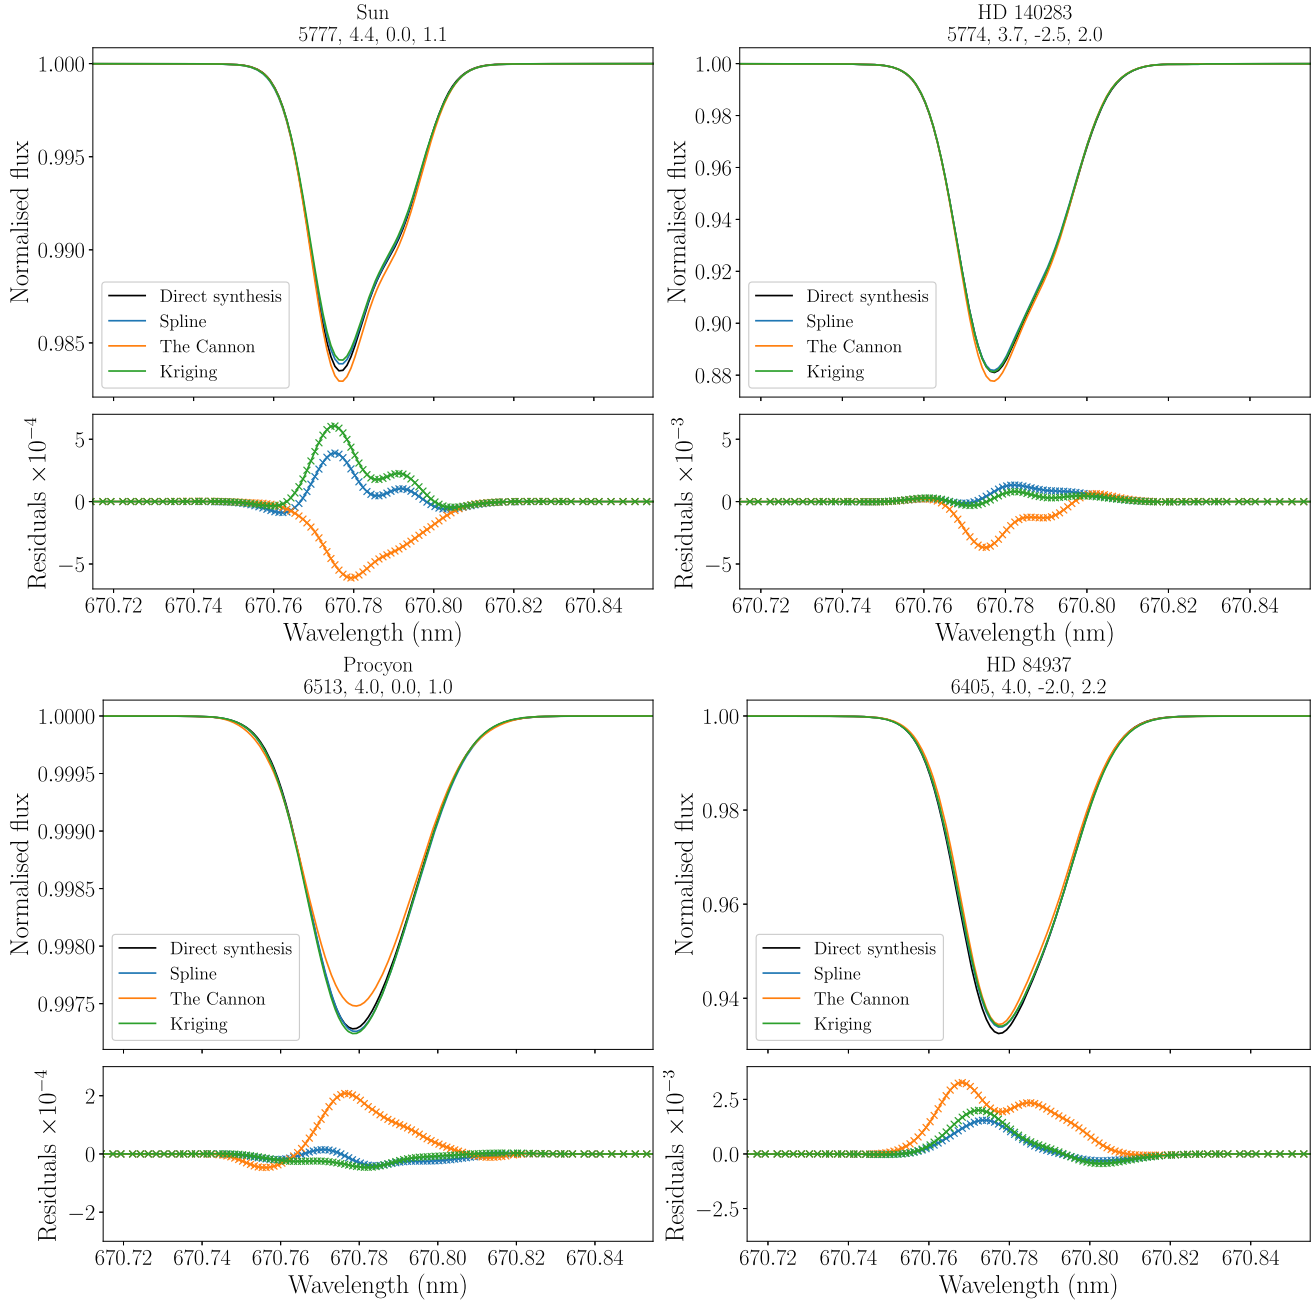 Sun
5777, 4.4, 0.0, 1.1
Normalised flux
1.000
0.995
0.990
0.985
Direct synthesis
Spline
The Cannon
Kriging
Residuals ×10−4
5
0
−5
670.72 670.74 670.76 670.78 670.80 670.82 670.84
Wavelength (nm)
HD 140283
5774, 3.7, -2.5, 2.0
Normalised flux
1.00
0.98
0.96
0.94
0.92
0.90
0.88
Direct synthesis
Spline
The Cannon
Kriging
Residuals ×10−3
5
0
−5
670.72 670.74 670.76 670.78 670.80 670.82 670.84
Wavelength (nm)
Procyon
6513, 4.0, 0.0, 1.0
Normalised flux
1.0000
0.9995
0.9990
0.9985
0.9980
0.9975
Direct synthesis
Spline
The Cannon
Kriging
Residuals ×10−4
2
0
−2
670.72 670.74 670.76 670.78 670.80 670.82 670.84
Wavelength (nm)
HD 84937
6405, 4.0, -2.0, 2.2
Normalised flux
1.00
0.98
0.96
0.94
Direct synthesis
Spline
The Cannon
Kriging
Residuals ×10−3
2.5
0.0
−2.5
670.72 670.74 670.76 670.78 670.80 670.82 670.84
Wavelength (nm)